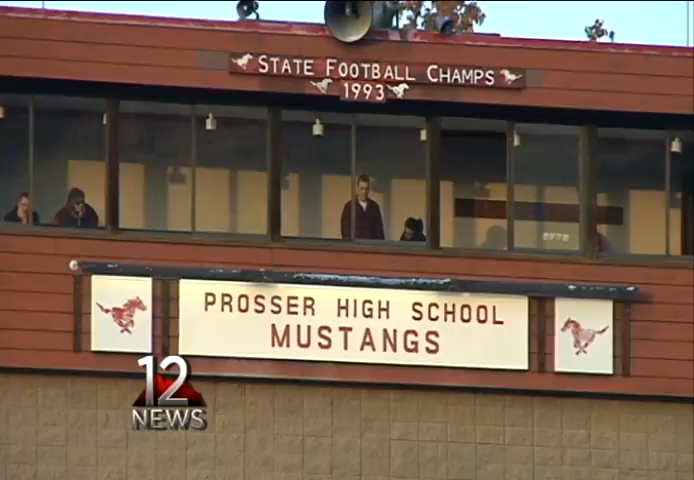 STATE FOOTBALL CHAMPS
1993
PROSSER HIGH SCHOOL
MUSTANGS
12
NEWS